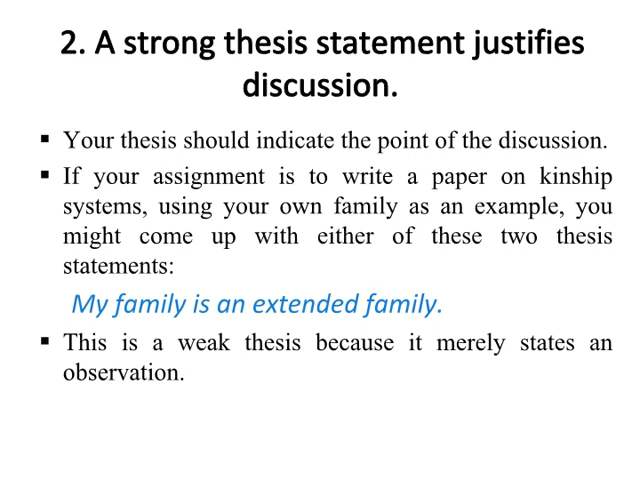 2. A strong thesis statement justifies
discussion.
▪ Your thesis should indicate the point of the discussion.
▪ If your assignment is to write a paper on kinship
systems, using your own family as an example, you
might come up with either of these two thesis
statements:
My family is an extended family.
▪ This is a weak thesis because it merely states an
observation.